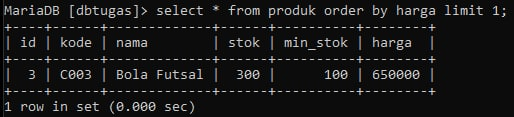 MariaDB [dbtugas]> select * from produk order by harga limit 1;
+----+------+-------------+------+----------+--------+
| id | kode | nama        | stok | min_stok | harga  |
+----+------+-------------+------+----------+--------+
|  3 | C003 | Bola Futsal |  300 |      100 | 650000 |
+----+------+-------------+------+----------+--------+
1 row in set (0.000 sec)